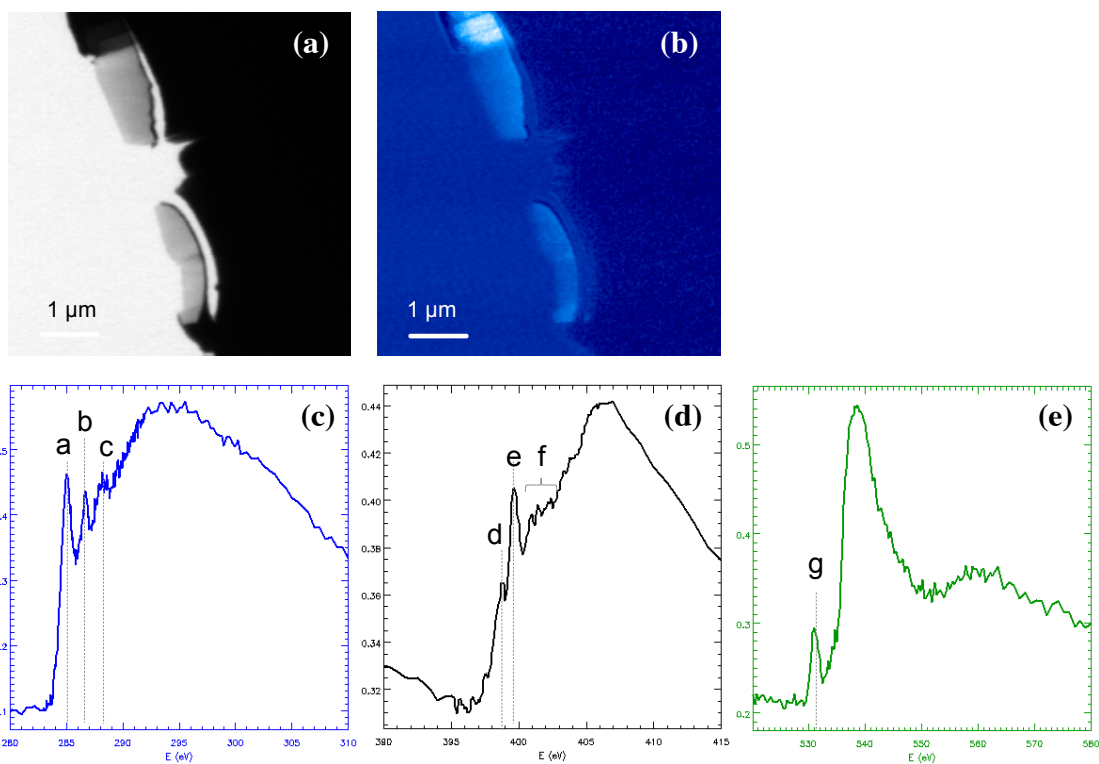 (a)
1 µm
(b)
1 µm
(c)
a
b
c
.5
.4
.3
.2
.1
280 285 290 295 300 305 310
E (eV)
(d)
d
e
f
0.44
0.42
0.40
0.38
0.36
0.34
0.32
390 395 400 405 410 415
E (eV)
(e)
g
0.5
0.4
0.3
0.2
530 540 550 560 570 580
E (eV)